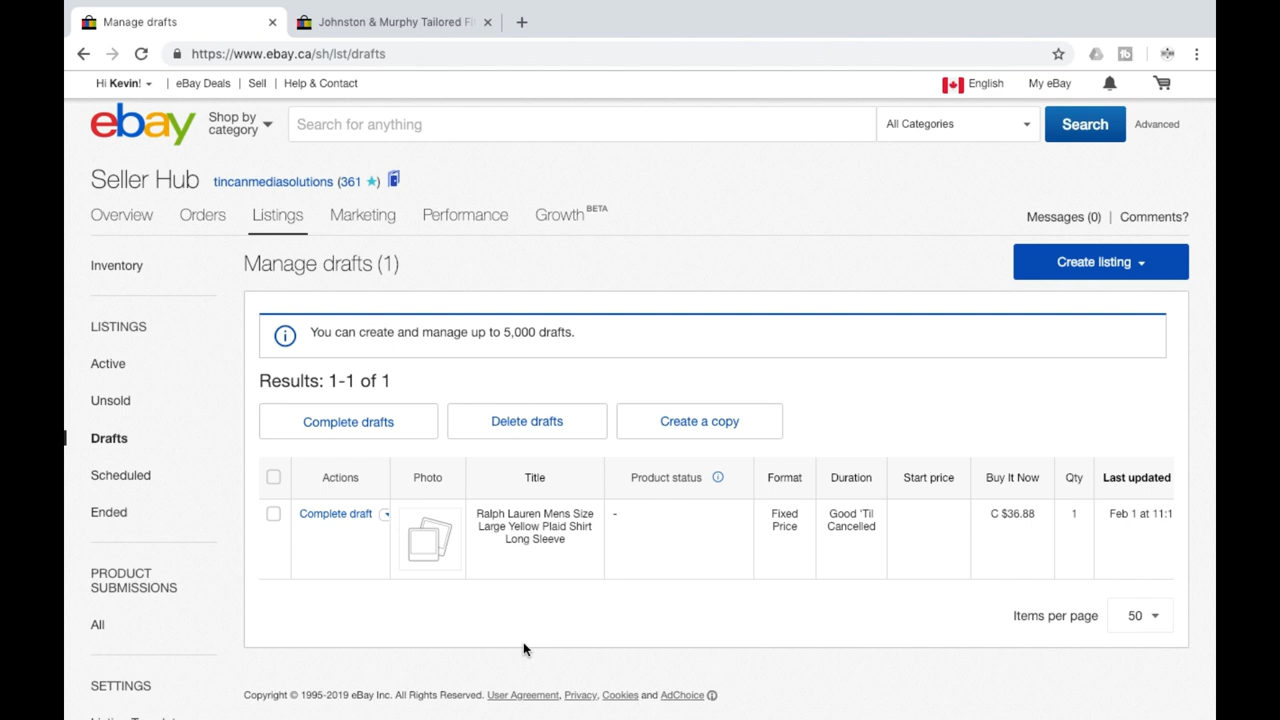 Manage drafts
Johnston & Murphy Tailored Fi
https://www.ebay.ca/sh/lst/drafts
Hi Kevin! | eBay Deals | Sell | Help & Contact
English My eBay
ebay
Shop by
category
Search for anything
All Categories
Search
Advanced
Seller Hub tincanmediasolutions (361 ★)
Overview Orders Listings Marketing Performance Growth BETA
Messages (0) | Comments?
Inventory
LISTINGS
Active
Unsold
Drafts
Scheduled
Ended
PRODUCT
SUBMISSIONS
All
SETTINGS
Manage drafts (1)
Create listing
You can create and manage up to 5,000 drafts.
Results: 1-1 of 1
Complete drafts Delete drafts Create a copy
Actions Photo Title Product status Format Duration Start price Buy It Now Qty Last updated
Complete draft
Ralph Lauren Mens Size
Large Yellow Plaid Shirt
Long Sleeve
-
Fixed
Price
Good 'Til
Cancelled
C $36.88
1
Feb 1 at 11:1
Items per page 50
Copyright © 1995-2019 eBay Inc. All Rights Reserved. User Agreement, Privacy, Cookies and AdChoice